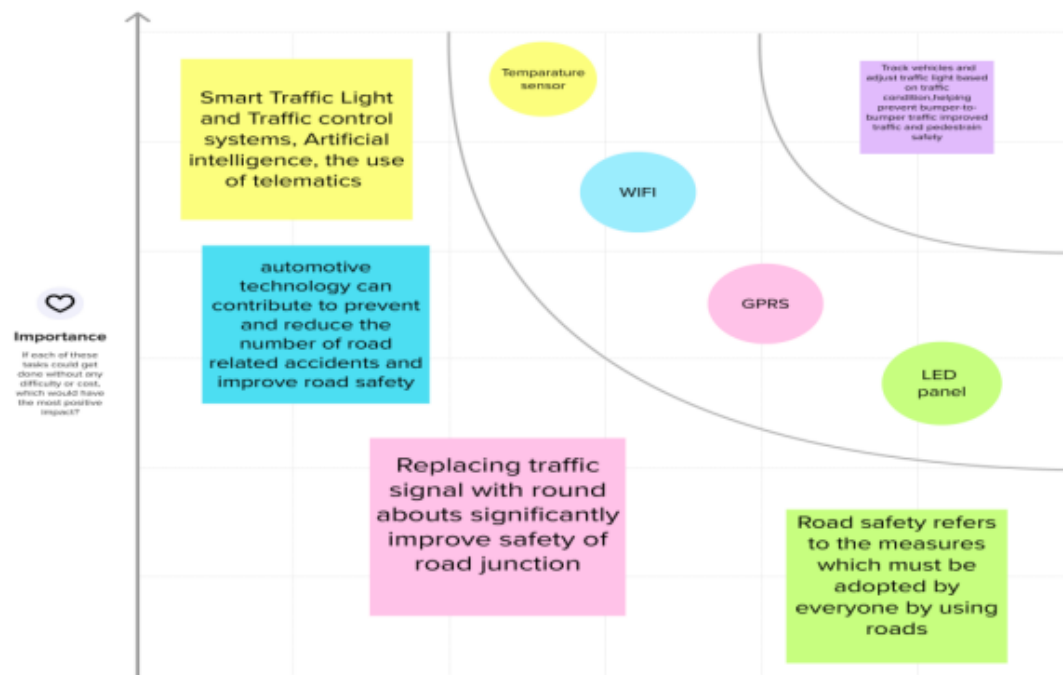 Temparature
sensor
Track vehicles and
adjust traffic light based
on traffic
condition,helping
prevent bumper-to-
bumper traffic improved
traffic and pedestrain
safety
Smart Traffic Light
and Traffic control
systems, Artificial
intelligence, the use
of telematics
WIFI
automotive
technology can
contribute to prevent
and reduce the
number of road
related accidents and
improve road safety
GPRS
Importance
If each of these
tasks could get
done without any
difficulty or cost,
which would have
the most positive
impact?
LED
panel
Replacing traffic
signal with round
abouts significantly
improve safety of
road junction
Road safety refers
to the measures
which must be
adopted by
everyone by using
roads